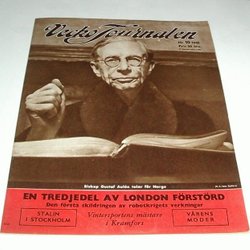 Vecko Journalen
Biskop Gustaf Aulén talar för Norge
EN TREDJEDEL AV LONDON FÖRSTÖRD
Den första skildringen av robotkrigets verkningar
STALIN
I STOCKHOLM
Vintersportens mästare
i Kramfors
VÅRENS
MODER